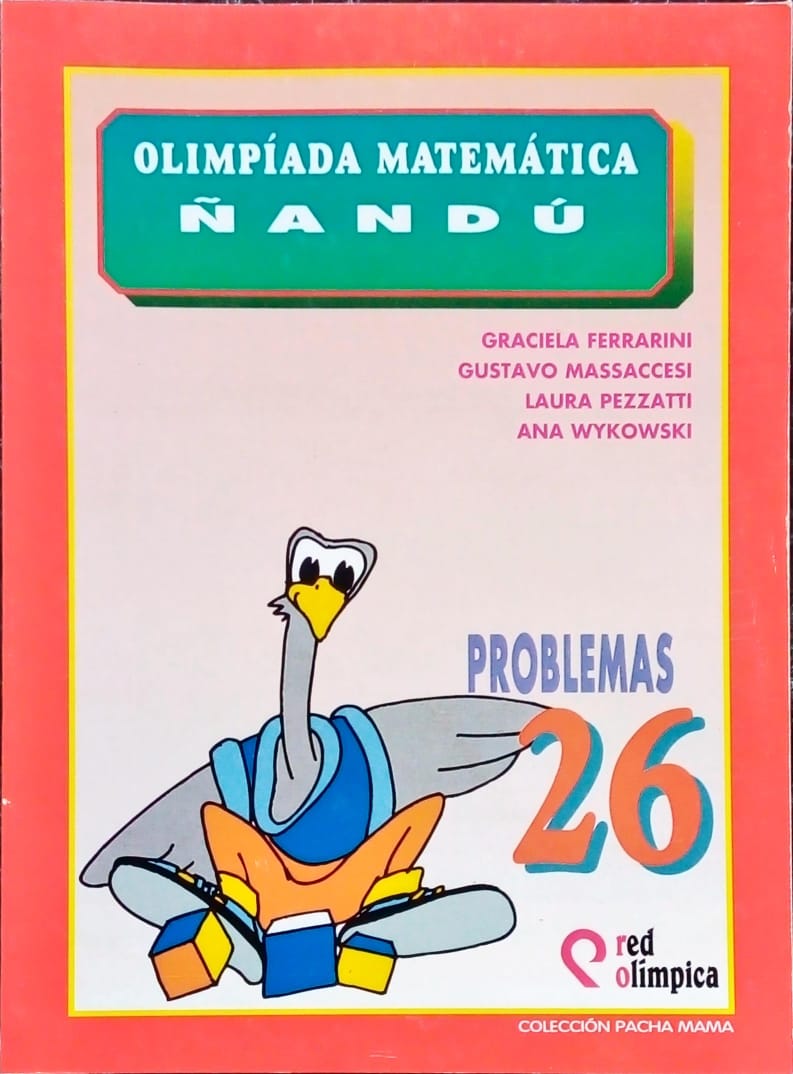 OLIMPÍADA MATEMÁTICA
ÑANDÚ
GRACIELA FERRARINI
GUSTAVO MASSACCESI
LAURA PEZZATTI
ANA WYKOWSKI
PROBLEMAS
26
red
olímpica
COLECCIÓN PACHA MAMA